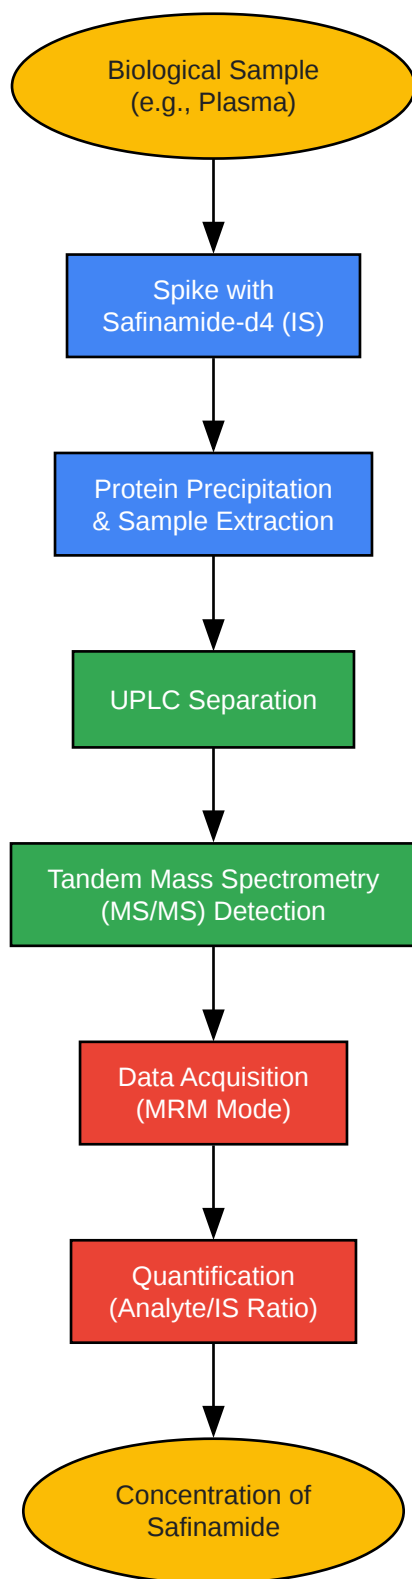 Biological Sample
(e.g., Plasma)
Spike with
Safinamide-d4 (IS)
Protein Precipitation
& Sample Extraction
UPLC Separation
Tandem Mass Spectrometry
(MS/MS) Detection
Data Acquisition
(MRM Mode)
Quantification
(Analyte/IS Ratio)
Concentration of
Safinamide